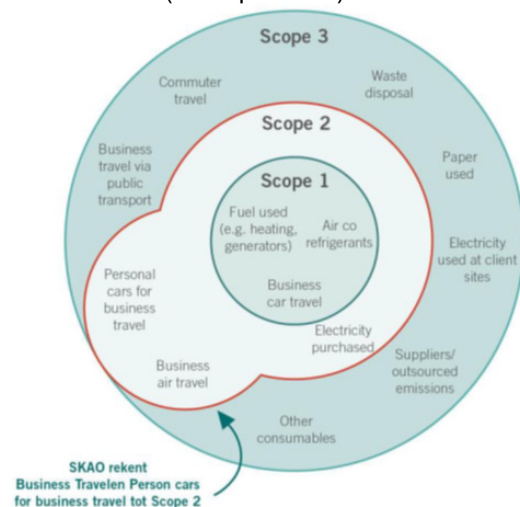 Scope 3
Commuter
travel
Waste
disposal
Scope 2
Business
travel via
public
transport
Paper
used
Scope 1
Fuel used
(e.g. heating,
generators)
Air co
refrigerants
Electricity
used at client
sites
Personal
cars for
business
travel
Business
car travel
Electricity
purchased
Business
air travel
Suppliers/
outsourced
emissions
Other
consumables
SKAO rekent
Business Travelen Person cars
for business travel tot Scope 2